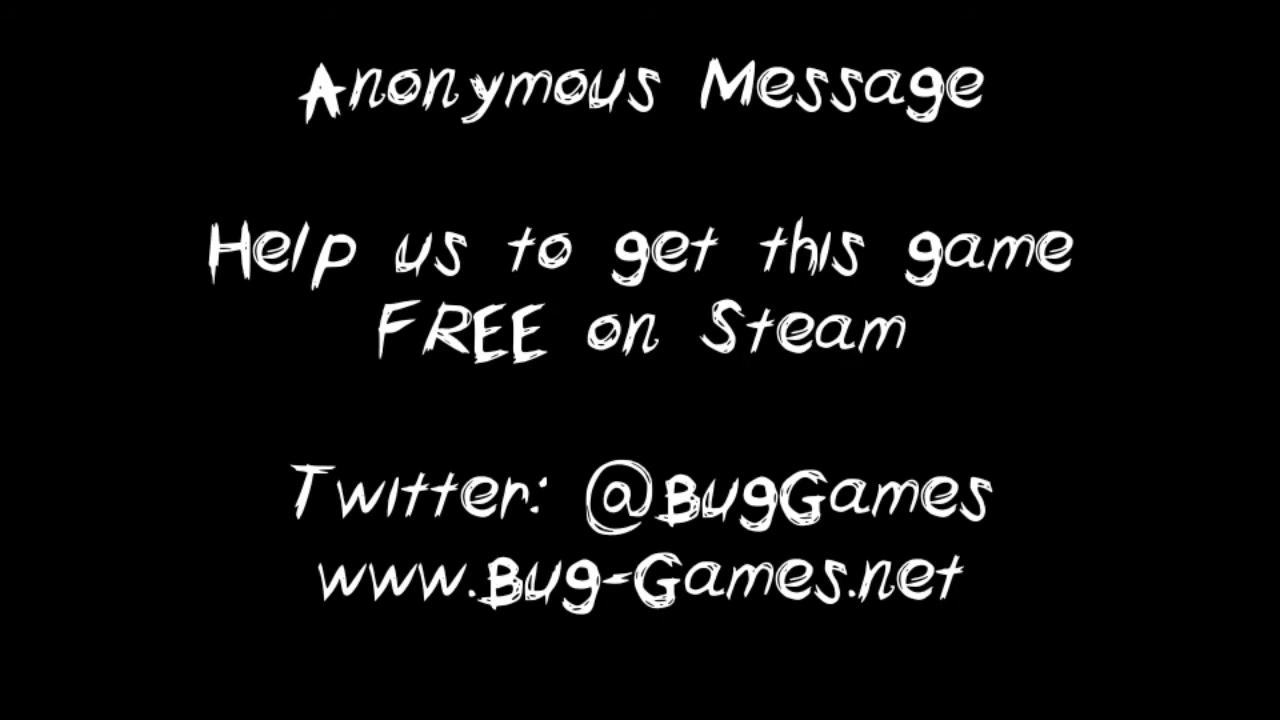 Anonymous Message
Help us to get this game
FREE on Steam
Twitter: @BugGames
www.Bug-Games.net